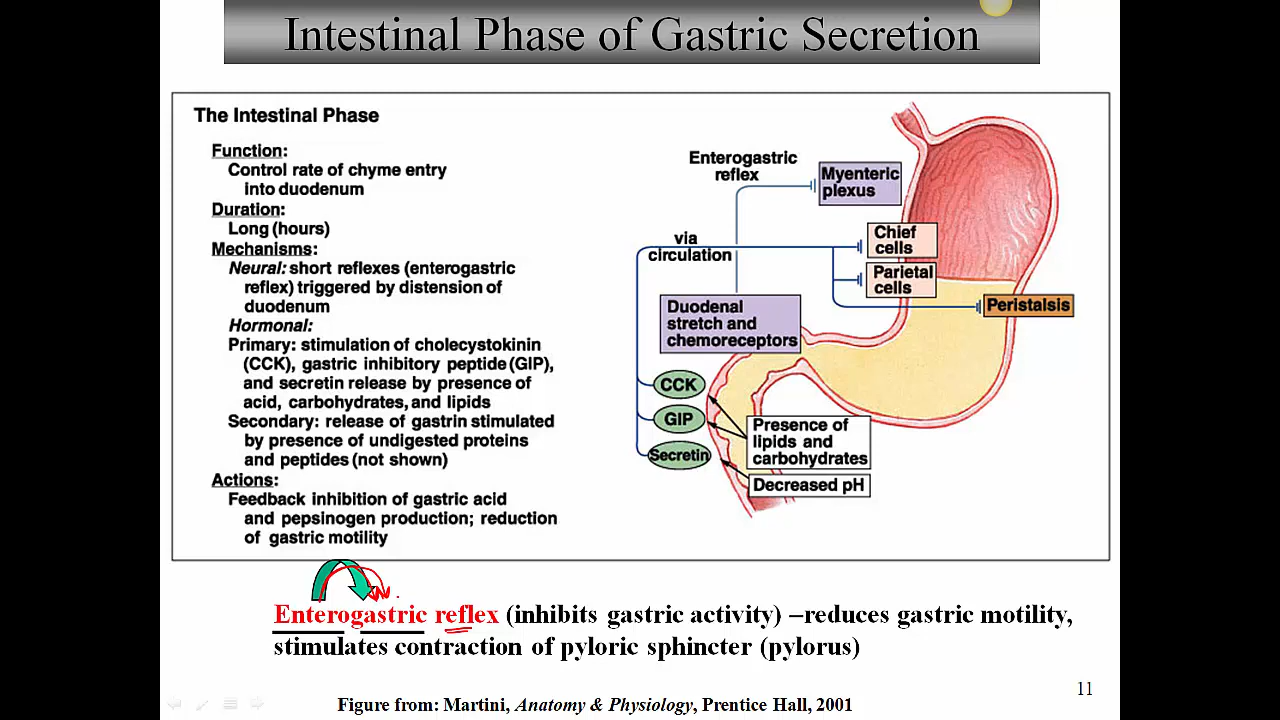 Intestinal Phase of Gastric Secretion
The Intestinal Phase
Function:
Control rate of chyme entry
into duodenum
Duration:
Long (hours)
Mechanisms:
Neural: short reflexes (enterogastric
reflex) triggered by distension of
duodenum
Hormonal:
Primary: stimulation of cholecystokinin
(CCK), gastric inhibitory peptide (GIP),
and secretin release by presence of
acid, carbohydrates, and lipids
Secondary: release of gastrin stimulated
by presence of undigested proteins
and peptides (not shown)
Actions:
Feedback inhibition of gastric acid
and pepsinogen production; reduction
of gastric motility
Enterogastric
reflex
Myenteric
plexus
via
circulation
Chief
cells
Parietal
cells
Peristalsis
Duodenal
stretch and
chemoreceptors
CCK
GIP
Secretin
Presence of
lipids and
carbohydrates
Decreased pH
Enterogastric reflex (inhibits gastric activity) –reduces gastric motility,
stimulates contraction of pyloric sphincter (pylorus)
11
Figure from: Martini, Anatomy & Physiology, Prentice Hall, 2001